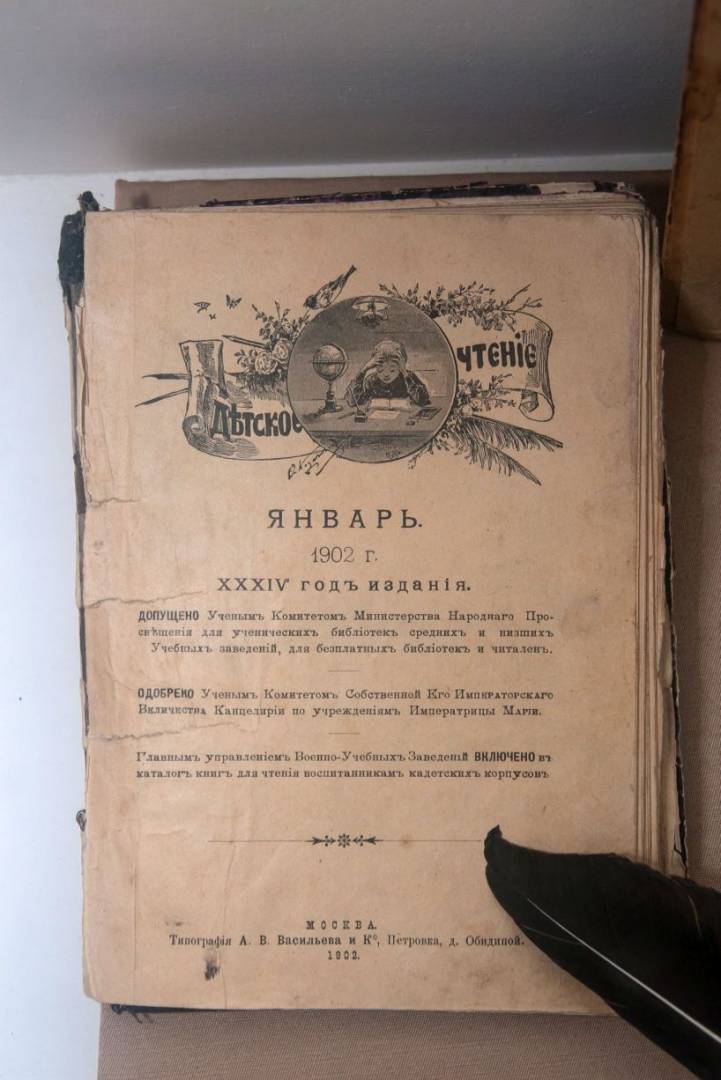 ДѢТСКОЕ
ЧТЕНІЕ
ЯНВАРЬ.
1902 г.
XXXIV годъ изданія.
ДОПУЩЕНО Ученымъ Комитетомъ Министерства Народнаго Про-
свѣщенія для ученическихъ библіотекъ среднихъ и низшихъ
Учебныхъ заведеній, для безплатныхъ библіотекъ и читаленъ.
ОДОБРЕНО Ученымъ Комитетомъ Собственной Его Императорскаго
Величества Канцеляріи по учрежденіямъ Императрицы Маріи.
Главнымъ управленіемъ Военно-Учебныхъ Заведеній ВКЛЮЧЕНО въ
каталогъ книгъ для чтенія воспитанникамъ кадетскихъ корпусовъ
МОСКВА.
Типографія А. В. Васильева и Кº, Петровка, д. Обидиной.
1902.